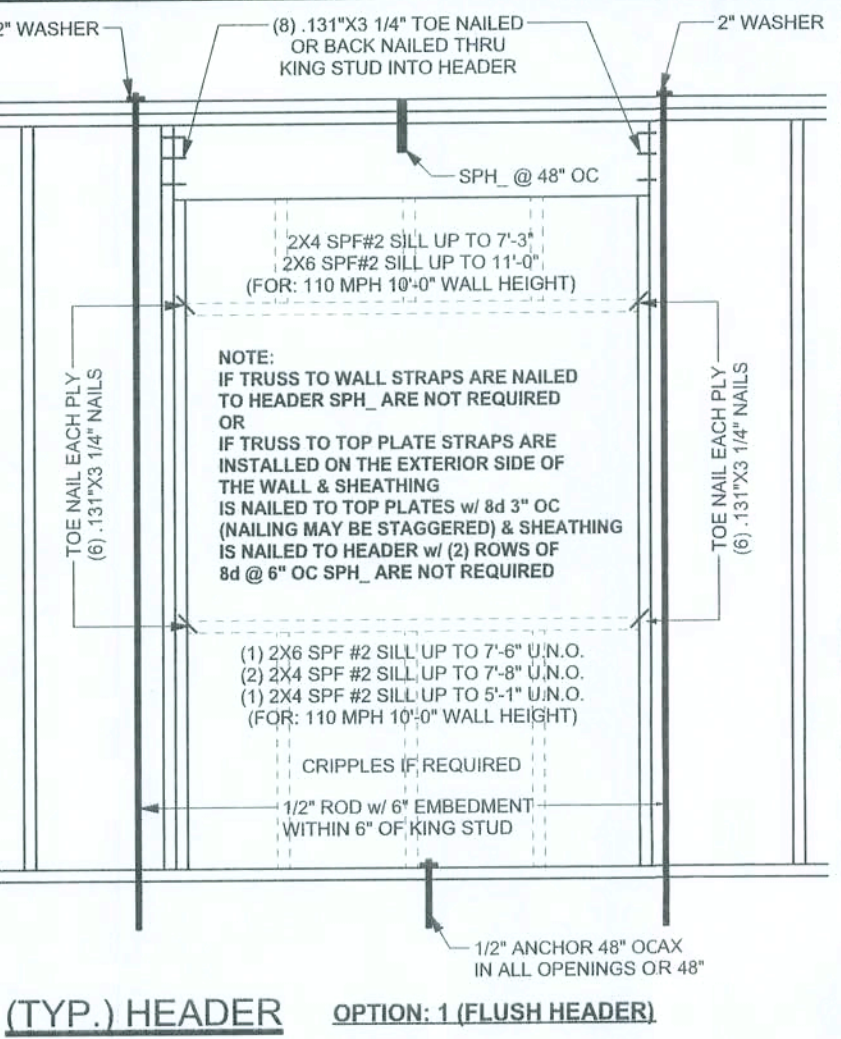 2" WASHER
(8) .131"X3 1/4" TOE NAILED
OR BACK NAILED THRU
KING STUD INTO HEADER
2" WASHER
SPH_ @ 48" OC
2X4 SPF#2 SILL UP TO 7'-3"
2X6 SPF#2 SILL UP TO 11'-0"
(FOR: 110 MPH 10'-0" WALL HEIGHT)
TOE NAIL EACH PLY
(6) .131"X3 1/4" NAILS
NOTE:
IF TRUSS TO WALL STRAPS ARE NAILED
TO HEADER SPH_ ARE NOT REQUIRED
OR
IF TRUSS TO TOP PLATE STRAPS ARE
INSTALLED ON THE EXTERIOR SIDE OF
THE WALL & SHEATHING
IS NAILED TO TOP PLATES w/ 8d 3" OC
(NAILING MAY BE STAGGERED) & SHEATHING
IS NAILED TO HEADER w/ (2) ROWS OF
8d @ 6" OC SPH_ ARE NOT REQUIRED
TOE NAIL EACH PLY
(6) .131"X3 1/4" NAILS
(1) 2X6 SPF #2 SILL UP TO 7'-6" U.N.O.
(2) 2X4 SPF #2 SILL UP TO 7'-8" U.N.O.
(1) 2X4 SPF #2 SILL UP TO 5'-1" U.N.O.
(FOR: 110 MPH 10'-0" WALL HEIGHT)
CRIPPLES IF REQUIRED
1/2" ROD w/ 6" EMBEDMENT
WITHIN 6" OF KING STUD
1/2" ANCHOR 48" OCAX
IN ALL OPENINGS OR 48"
(TYP.) HEADER
OPTION: 1 (FLUSH HEADER)